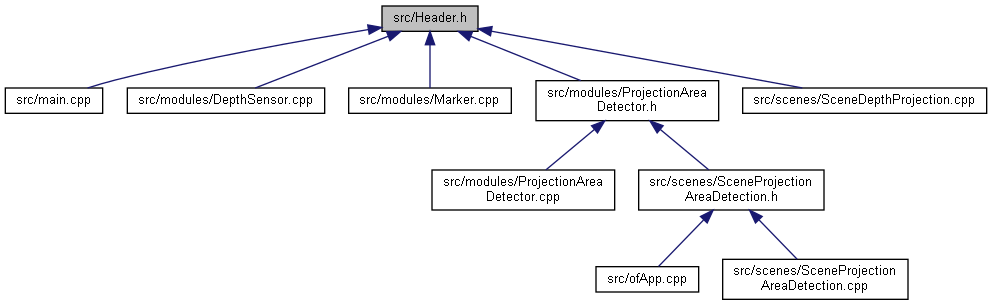 src/Header.h
src/main.cpp
src/modules/DepthSensor.cpp
src/modules/Marker.cpp
src/modules/ProjectionArea
Detector.h
src/scenes/SceneDepthProjection.cpp
src/modules/ProjectionArea
Detector.cpp
src/scenes/SceneProjection
AreaDetection.h
src/ofApp.cpp
src/scenes/SceneProjection
AreaDetection.cpp